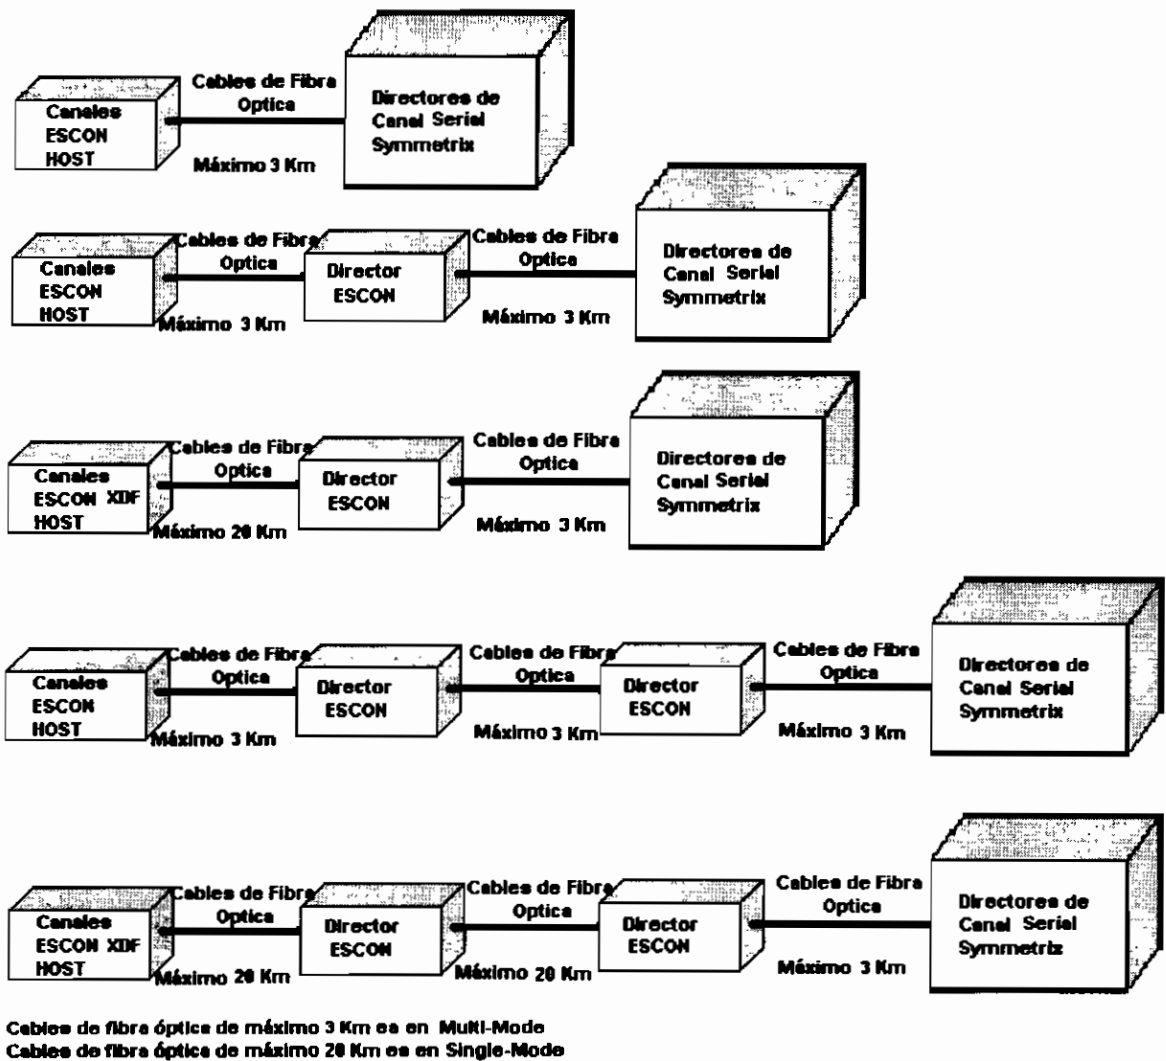 Canales
ESCON
HOST
Cables de Fibra
Optica
Máximo 3 Km
Directores de
Canal Serial
Symmetrix
Canales
ESCON
HOST
Cables de Fibra
Optica
Máximo 3 Km
Director
ESCON
Cables de Fibra
Optica
Máximo 3 Km
Directores de
Canal Serial
Symmetrix
Canales
ESCON XDF
HOST
Cables de Fibra
Optica
Máximo 20 Km
Director
ESCON
Cables de Fibra
Optica
Máximo 3 Km
Directores de
Canal Serial
Symmetrix
Canales
ESCON
HOST
Cables de Fibra
Optica
Máximo 3 Km
Director
ESCON
Cables de Fibra
Optica
Máximo 3 Km
Director
ESCON
Cables de Fibra
Optica
Máximo 3 Km
Directores de
Canal Serial
Symmetrix
Canales
ESCON XDF
HOST
Cables de Fibra
Optica
Máximo 20 Km
Director
ESCON
Cables de Fibra
Optica
Máximo 20 Km
Director
ESCON
Cables de Fibra
Optica
Máximo 3 Km
Directores de
Canal Serial
Symmetrix
Cables de fibra óptica de máximo 3 Km es en Multi-Mode
Cables de fibra óptica de máximo 20 Km es en Single-Mode